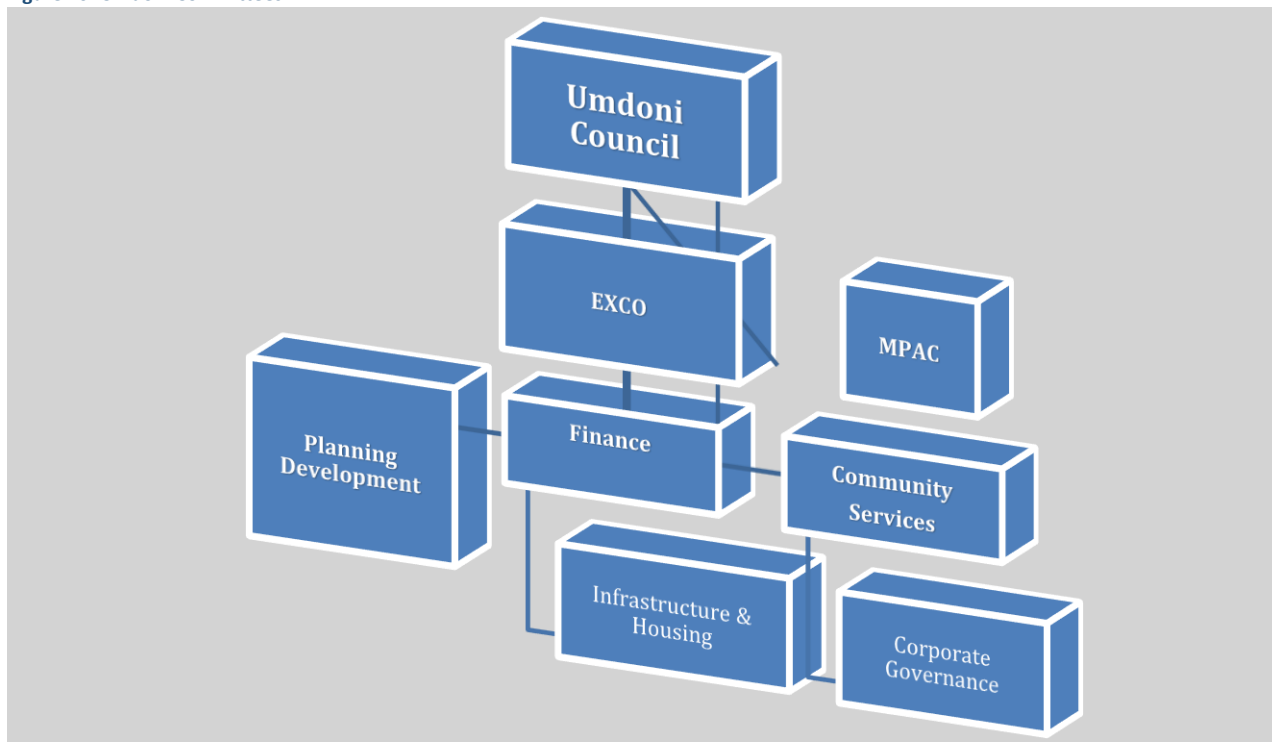 Umdoni
Council
EXCO
MPAC
Planning
Development
Finance
Community
Services
Infrastructure &
Housing
Corporate
Governance